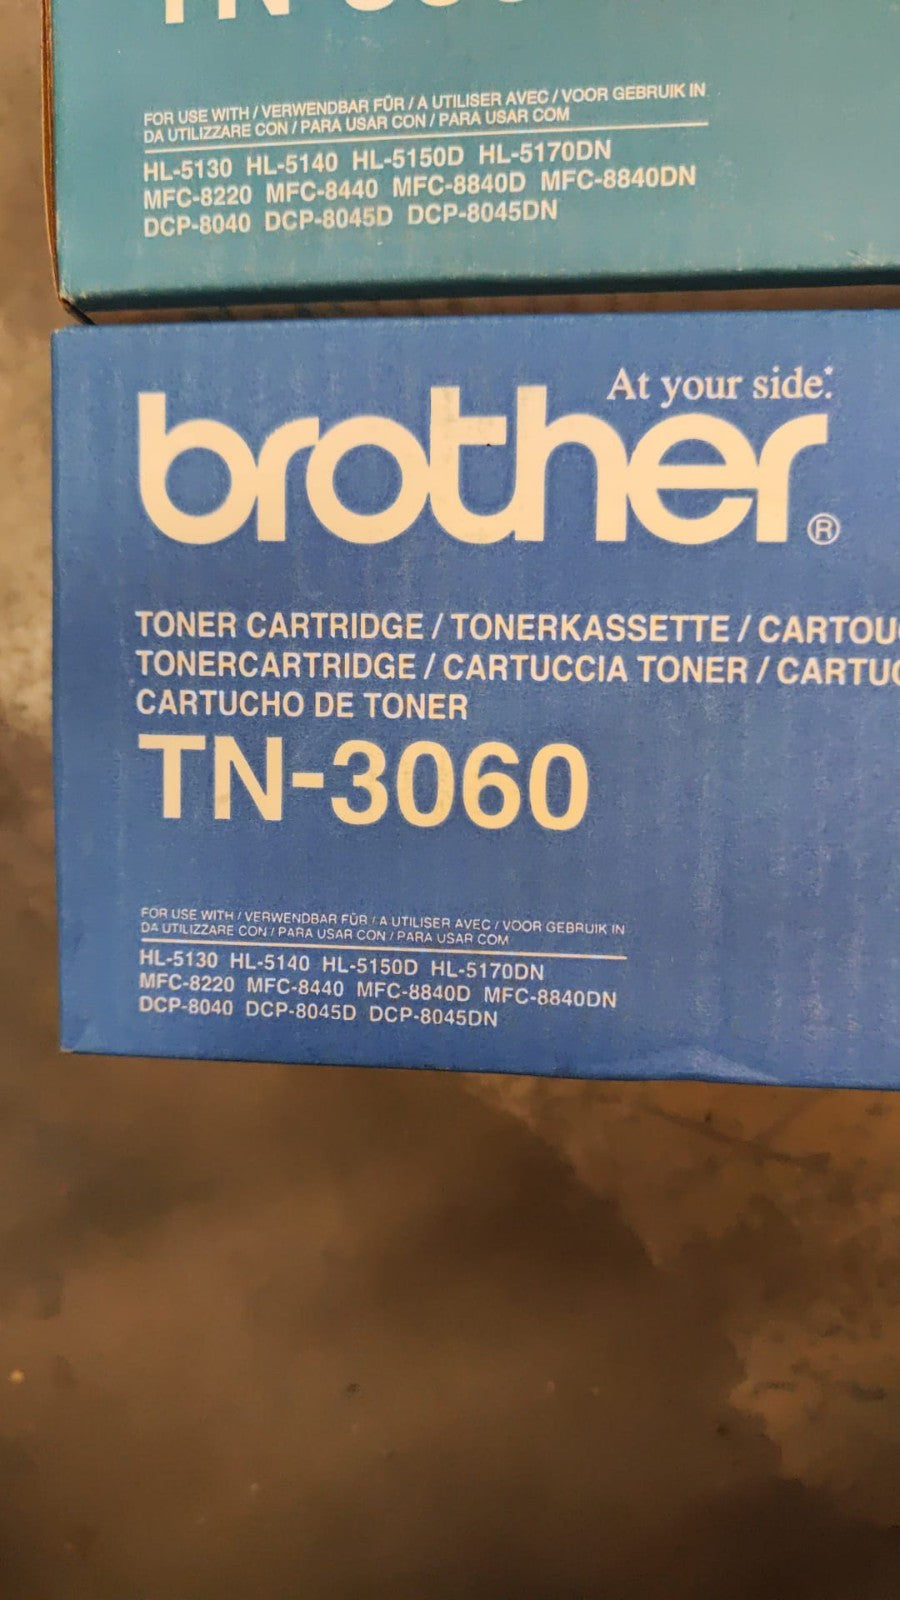 FOR USE WITH / VERWENDBAR FÜR / A UTILISER AVEC / VOOR GEBRUIK IN
DA UTILIZZARE CON / PARA USAR CON / PARA USAR COM
HL-5130 HL-5140 HL-5150D HL-5170DN
MFC-8220 MFC-8440 MFC-8840D MFC-8840DN
DCP-8040 DCP-8045D DCP-8045DN
At your side.
brother®
TONER CARTRIDGE / TONERKASSETTE / CARTOU
TONERCARTRIDGE / CARTUCCIA TONER / CARTUC
CARTUCHO DE TONER
TN-3060
FOR USE WITH / VERWENDBAR FÜR / A UTILISER AVEC / VOOR GEBRUIK IN
DA UTILIZZARE CON / PARA USAR CON / PARA USAR COM
HL-5130 HL-5140 HL-5150D HL-5170DN
MFC-8220 MFC-8440 MFC-8840D MFC-8840DN
DCP-8040 DCP-8045D DCP-8045DN